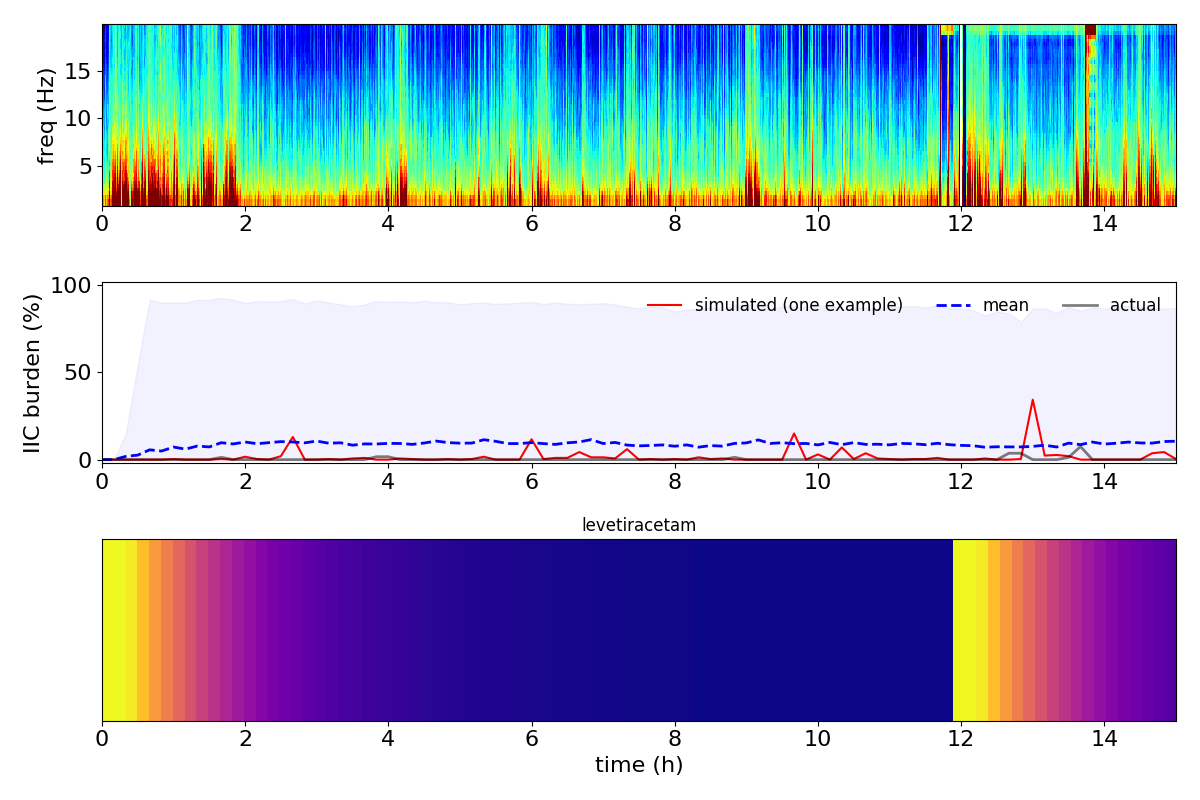 freq (Hz)
15
10
5
0 2 4 6 8 10 12 14
IIC burden (%)
100
50
0
simulated (one example) mean actual
0 2 4 6 8 10 12 14
levetiracetam
0 2 4 6 8 10 12 14
time (h)